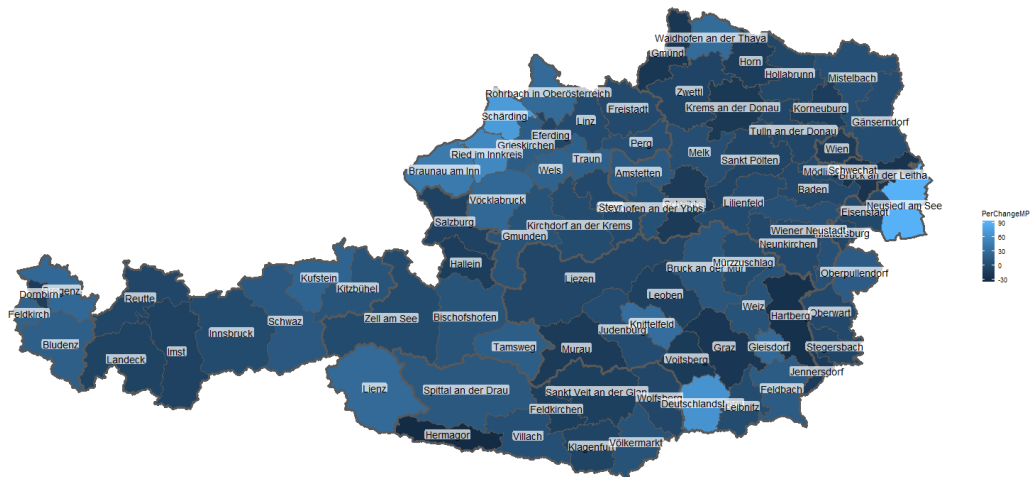 Waidhofen an der Thaya
Gmünd
Horn
Hollabrunn
Mistelbach
Rohrbach in Oberösterreich
Zwettl
Krems an der Donau
Korneuburg
Freistadt
Schärding
Linz
Gänserndorf
Eferding
Tulln an der Donau
Grieskirchen
Perg
Wien
Ried im Innkreis
Melk
Sankt Pölten
Traun
Braunau am Inn
Wels
Amstetten
Schwechat
Bruck an der Leitha
Baden
Vöcklabruck
Lilienfeld
Neusiedl am See
Eisenstadt
Salzburg
Kirchdorf an der Krems
Wiener Neustadt
Gmunden
Neunkirchen
Hallein
Mürzzuschlag
Bruck an der Mur
Oberpullendorf
Kufstein
Liezen
Kitzbühel
Dornbirn
Reutte
Leoben
Weiz
Oberwart
Feldkirch
Bischofshofen
Hartberg
Zell am See
Schwaz
Knittelfeld
Judenburg
Innsbruck
Bludenz
Tamsweg
Murau
Graz
Gleisdorf
Stegersbach
Imst
Landeck
Voitsberg
Jennersdorf
Lienz
Spittal an der Drau
Feldbach
Sankt Veit an der Glan
Wolfsberg
Leibnitz
Feldkirchen
Hermagor
Villach
Völkermarkt
PerChangeMP
90
60
30
0
-30